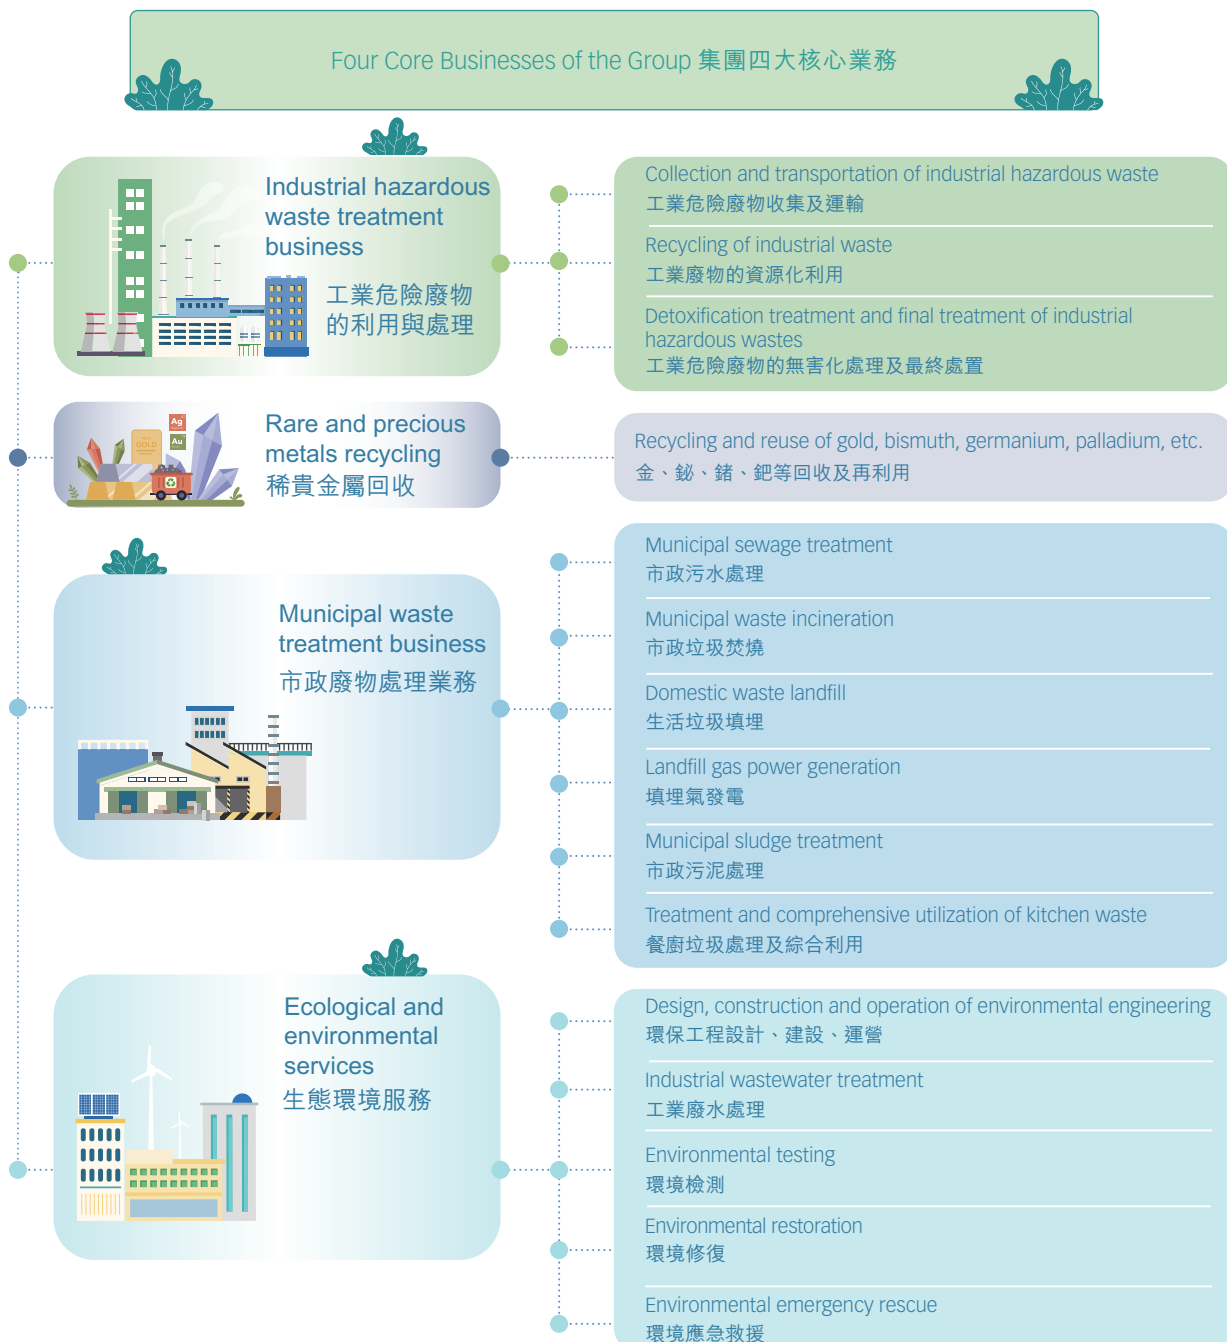 Four Core Businesses of the Group 集團四大核心業務
Industrial hazardous
waste treatment
business
工業危險廢物
的利用與處理
Collection and transportation of industrial hazardous waste
工業危險廢物收集及運輸
Recycling of industrial waste
工業廢物的資源化利用
Detoxification treatment and final treatment of industrial
hazardous wastes
工業危險廢物的無害化處理及最終處置
Ag
Au
GOLD
Rare and precious
metals recycling
稀貴金屬回收
Recycling and reuse of gold, bismuth, germanium, palladium, etc.
金、鉍、鍺、鈀等回收及再利用
Municipal waste
treatment business
市政廢物處理業務
Municipal sewage treatment
市政污水處理
Municipal waste incineration
市政垃圾焚燒
Domestic waste landfill
生活垃圾填埋
Landfill gas power generation
填埋氣發電
Municipal sludge treatment
市政污泥處理
Treatment and comprehensive utilization of kitchen waste
餐廚垃圾處理及綜合利用
Ecological and
environmental
services
生態環境服務
Design, construction and operation of environmental engineering
環保工程設計、建設、運營
Industrial wastewater treatment
工業廢水處理
Environmental testing
環境檢測
Environmental restoration
環境修復
Environmental emergency rescue
環境應急救援